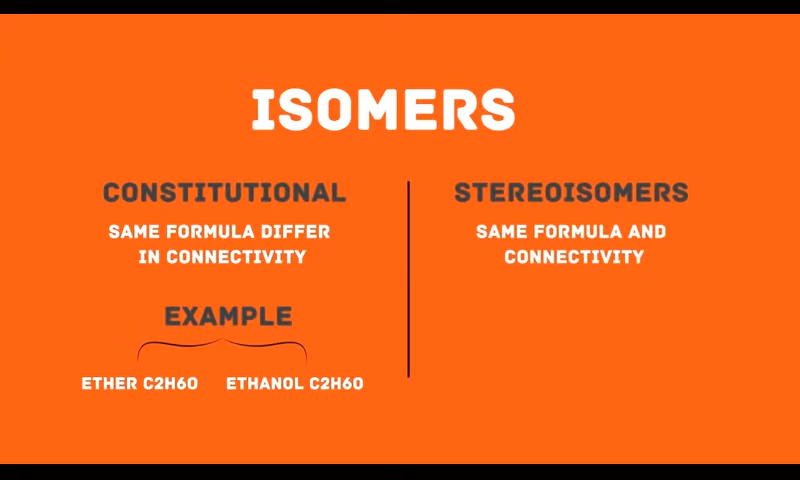 ISOMERS
CONSTITUTIONAL
SAME FORMULA DIFFER
IN CONNECTIVITY
EXAMPLE
ETHER C2H6O
ETHANOL C2H6O
STEREOISOMERS
SAME FORMULA AND
CONNECTIVITY